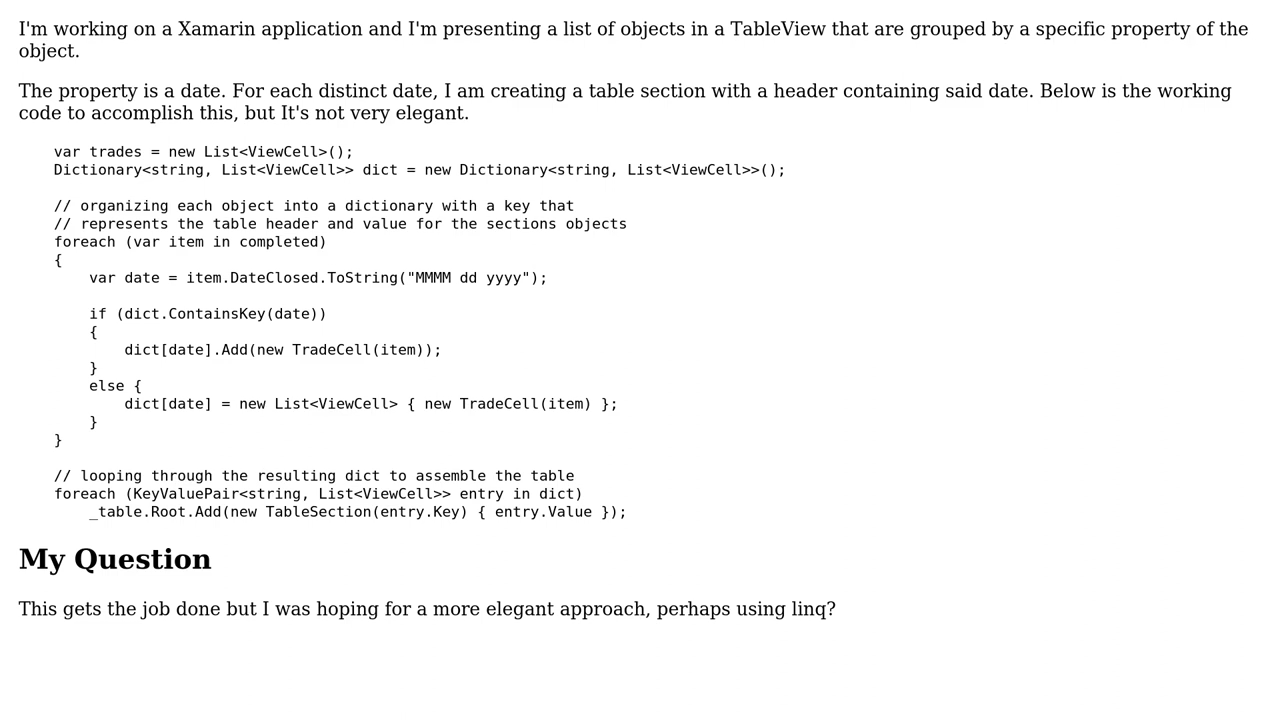 I'm working on a Xamarin application and I'm presenting a list of objects in a TableView that are grouped by a specific property of the
object.
The property is a date. For each distinct date, I am creating a table section with a header containing said date. Below is the working
code to accomplish this, but It's not very elegant.
var trades = new List<ViewCell>();
Dictionary<string, List<ViewCell>> dict = new Dictionary<string, List<ViewCell>>();
// organizing each object into a dictionary with a key that
// represents the table header and value for the sections objects
foreach (var item in completed)
{
var date = item.DateClosed.ToString("MMMM dd yyyy");
if (dict.ContainsKey(date))
{
dict[date].Add(new TradeCell(item));
}
else {
dict[date] = new List<ViewCell> { new TradeCell(item) };
}
}
// looping through the resulting dict to assemble the table
foreach (KeyValuePair<string, List<ViewCell>> entry in dict)
_table.Root.Add(new TableSection(entry.Key) { entry.Value });
My Question
This gets the job done but I was hoping for a more elegant approach, perhaps using linq?